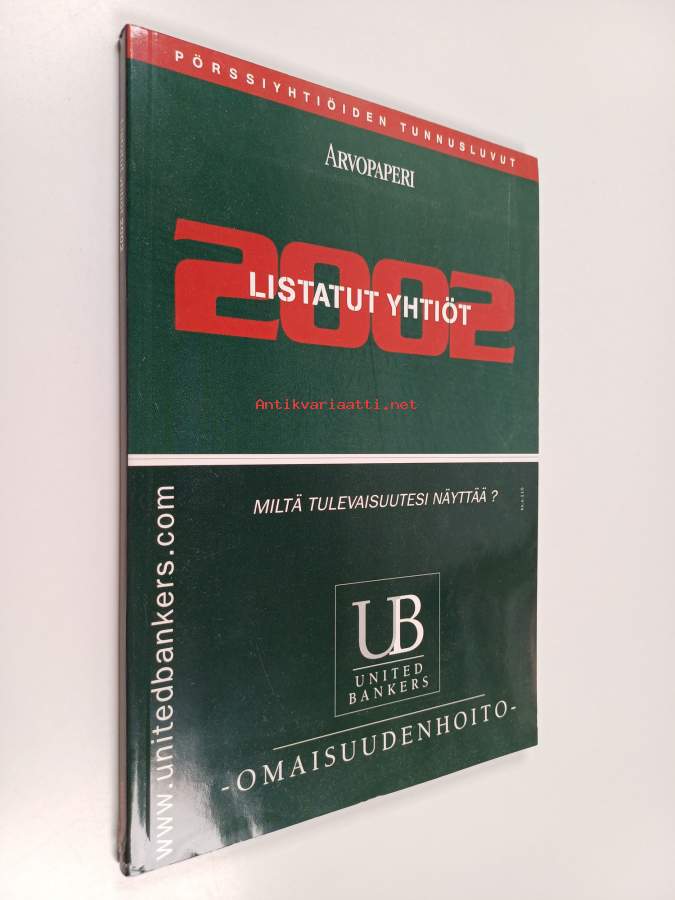 PÖRSSIYHTIÖIDEN TUNNUSLUVUT
ARVOPAPERI
2002
LISTATUT YHTIÖT
Antikvariaatti.net
MILTÄ TULEVAISUUTESI NÄYTTÄÄ ?
www.unitedbankers.com
UB
UNITED
BANKERS
-OMAISUUDENHOITO-